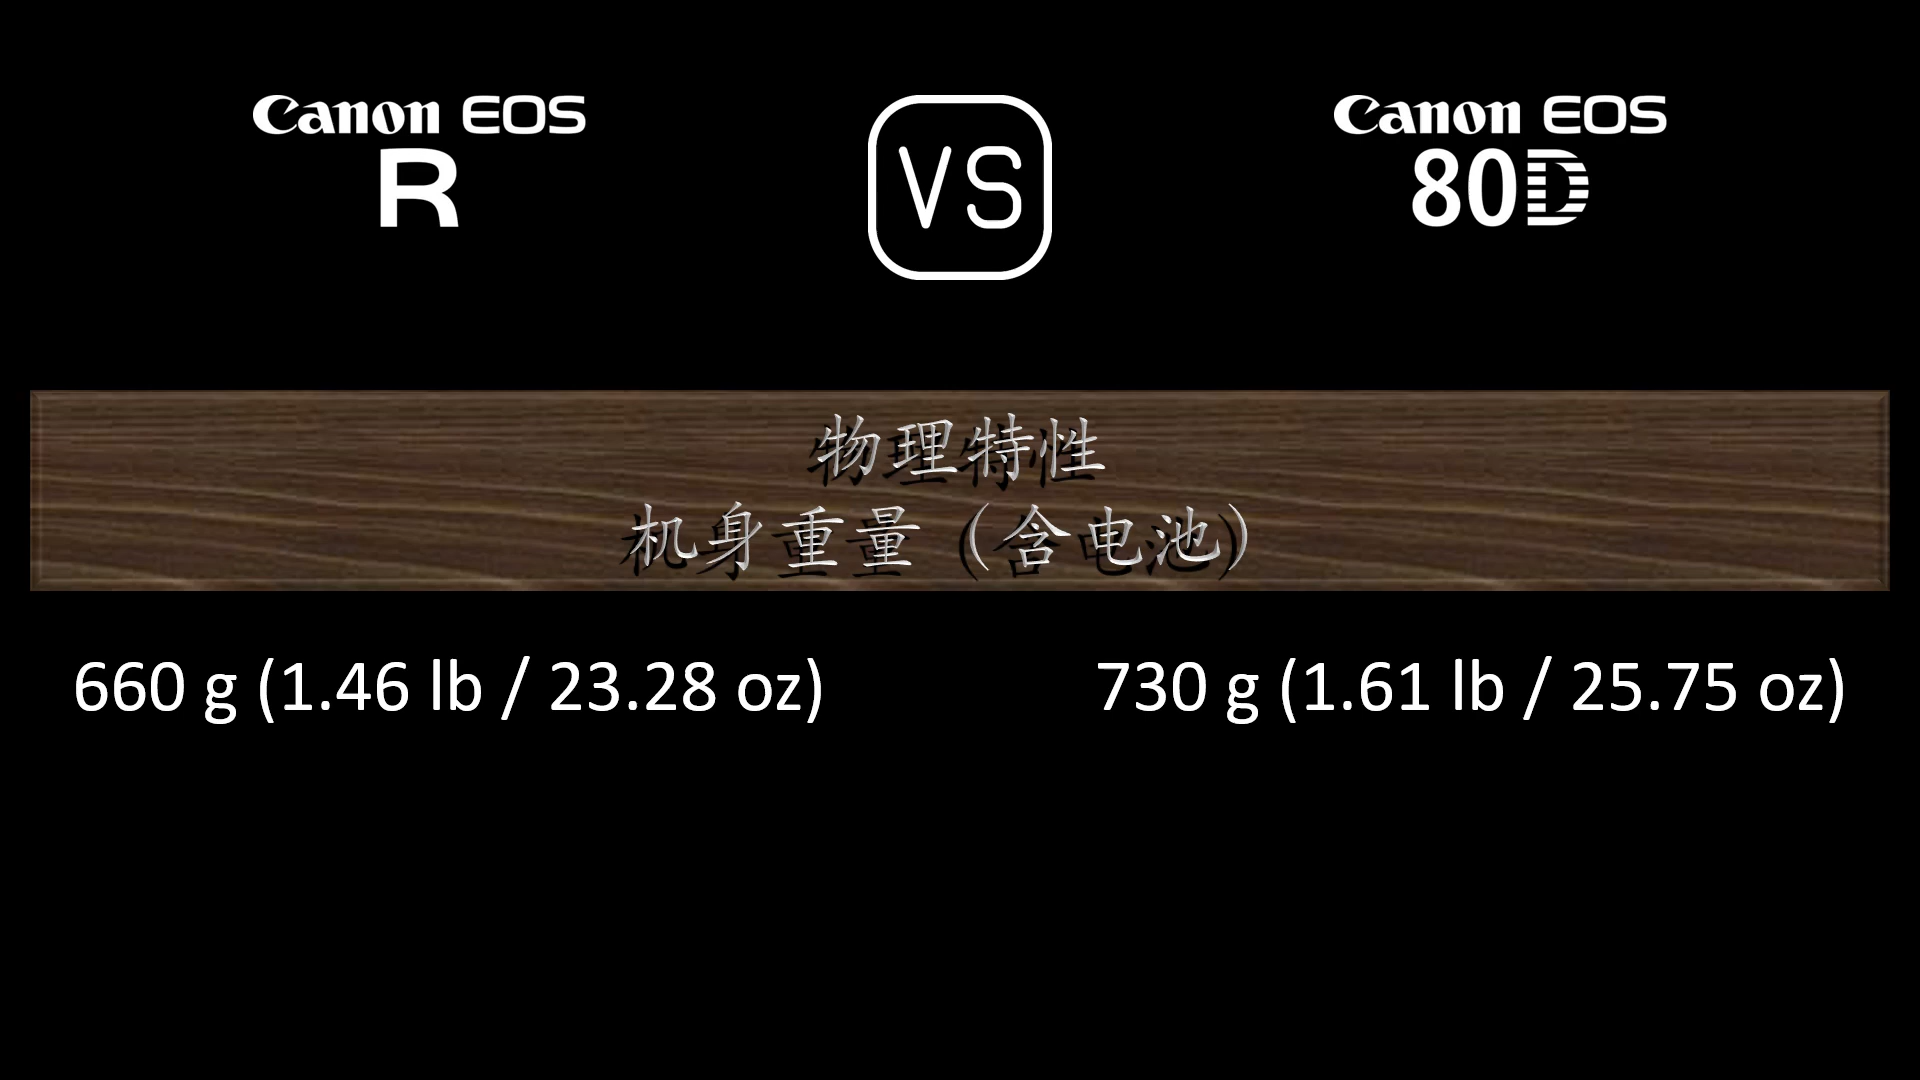 Canon EOS
R
VS
Canon EOS
80D
物理特性
机身重量（含电池）
660 g (1.46 lb / 23.28 oz)
730 g (1.61 lb / 25.75 oz)